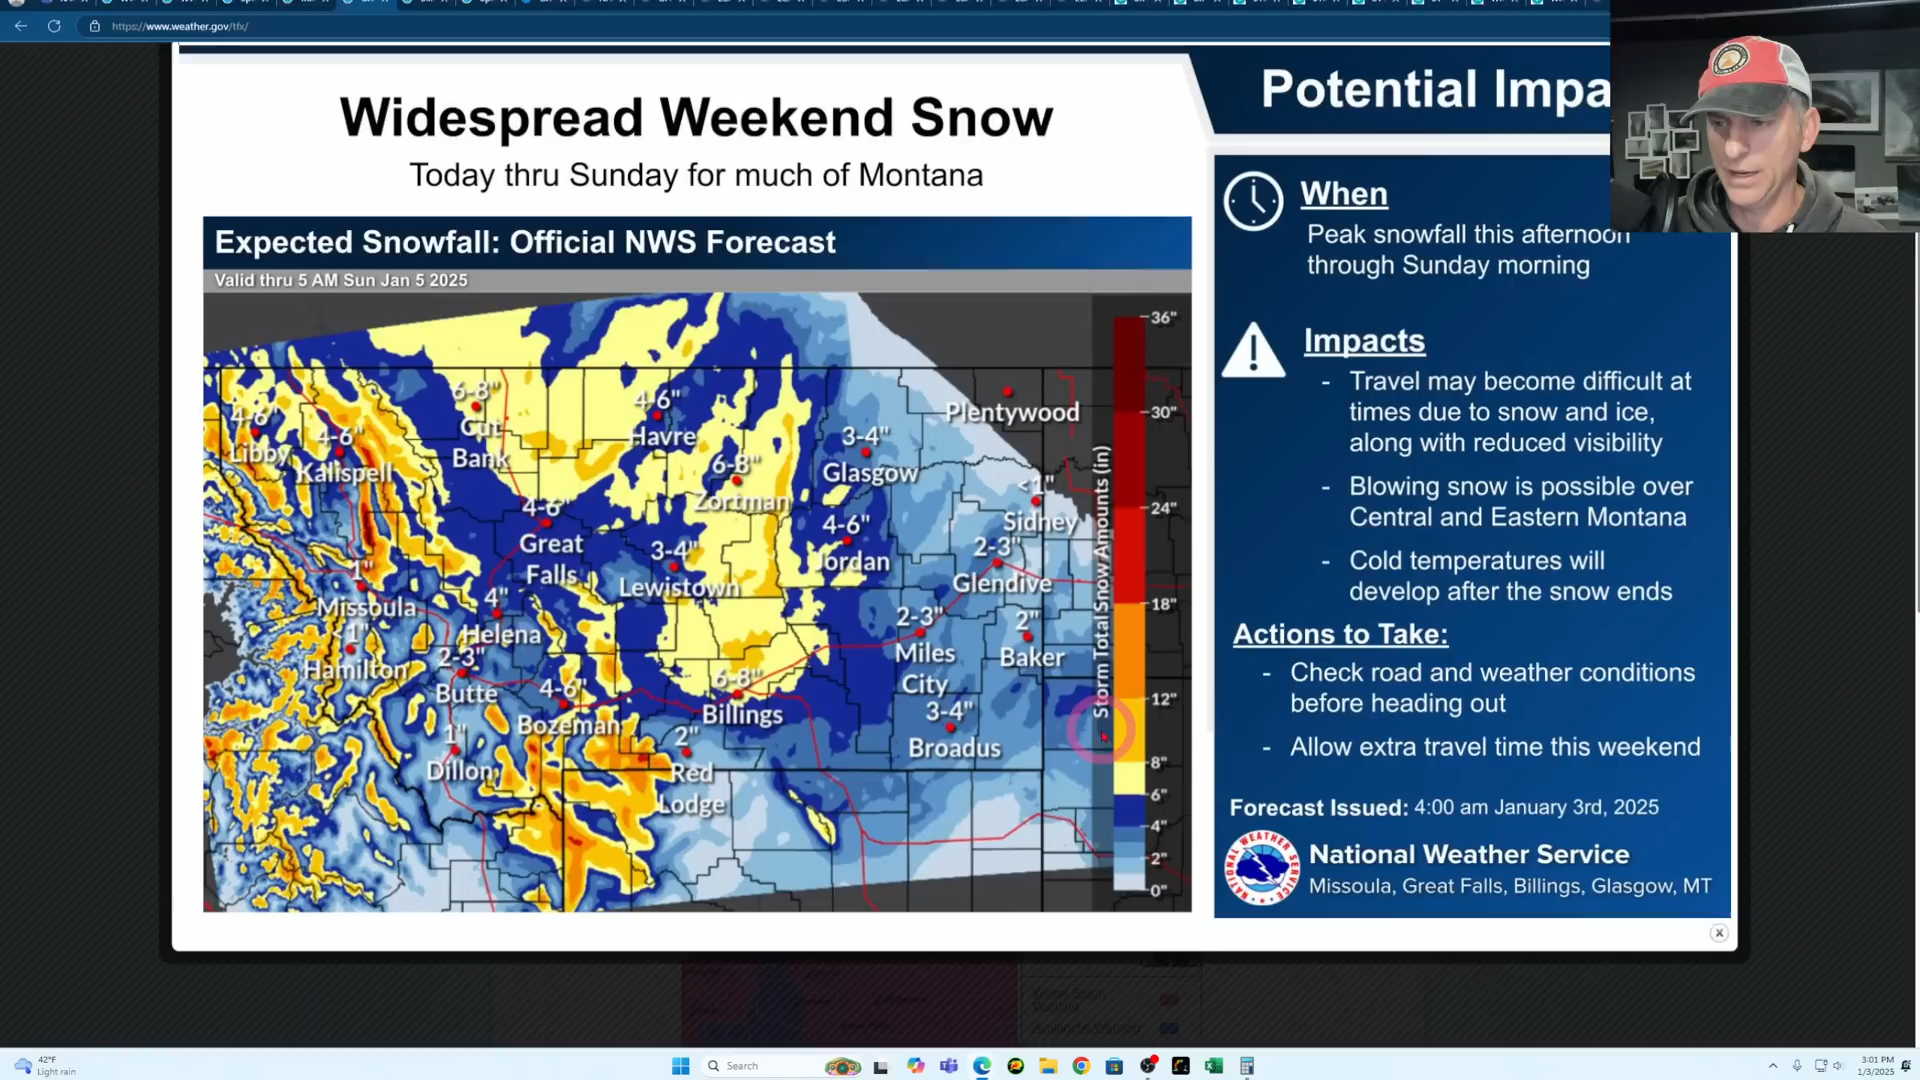 https://www.weather.gov/tfx/
Widespread Weekend Snow
Today thru Sunday for much of Montana
Expected Snowfall: Official NWS Forecast
Valid thru 5 AM Sun Jan 5 2025
6-8"
Cut
Bank
4-6"
Libby
4-6"
Kalispell
4-6"
Havre
6-8"
Zortman
3-4"
Glasgow
Plentywood
<1"
Sidney
4-6"
Great
Falls
3-4"
Lewistown
4-6"
Jordan
2-3"
Glendive
1"
Missoula
4"
Helena
<1"
Hamilton
2-3"
Butte
4-6"
Bozeman
6-8"
Billings
2-3"
Miles
City
2"
Baker
3-4"
Broadus
1"
Dillon
2"
Red
Lodge
Storm Total Snow Amounts (in)
36"
30"
24"
18"
12"
8"
6"
4"
2"
0"
Potential Impa
When
Peak snowfall this afternoon
through Sunday morning
Impacts
- Travel may become difficult at
times due to snow and ice,
along with reduced visibility
- Blowing snow is possible over
Central and Eastern Montana
- Cold temperatures will
develop after the snow ends
Actions to Take:
- Check road and weather conditions
before heading out
- Allow extra travel time this weekend
Forecast Issued: 4:00 am January 3rd, 2025
NATIONAL WEATHER SERVICE
National Weather Service
Missoula, Great Falls, Billings, Glasgow, MT
42°F
Light rain
Search
3:01 PM
1/3/2025